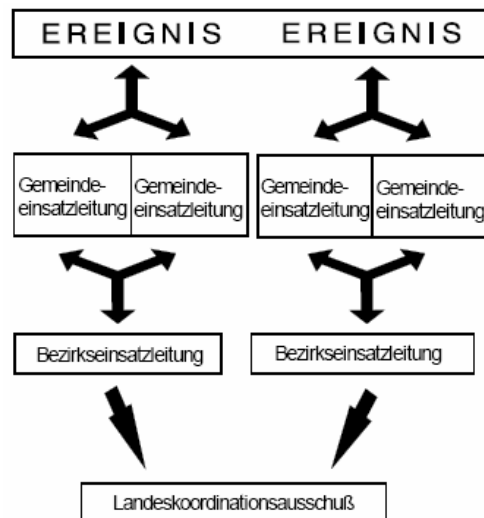 EREIGNIS EREIGNIS
Gemeinde-
einsatzleitung
Gemeinde-
einsatzleitung
Gemeinde-
einsatzleitung
Gemeinde-
einsatzleitung
Bezirkseinsatzleitung
Bezirkseinsatzleitung
Landeskoordinationsausschuß